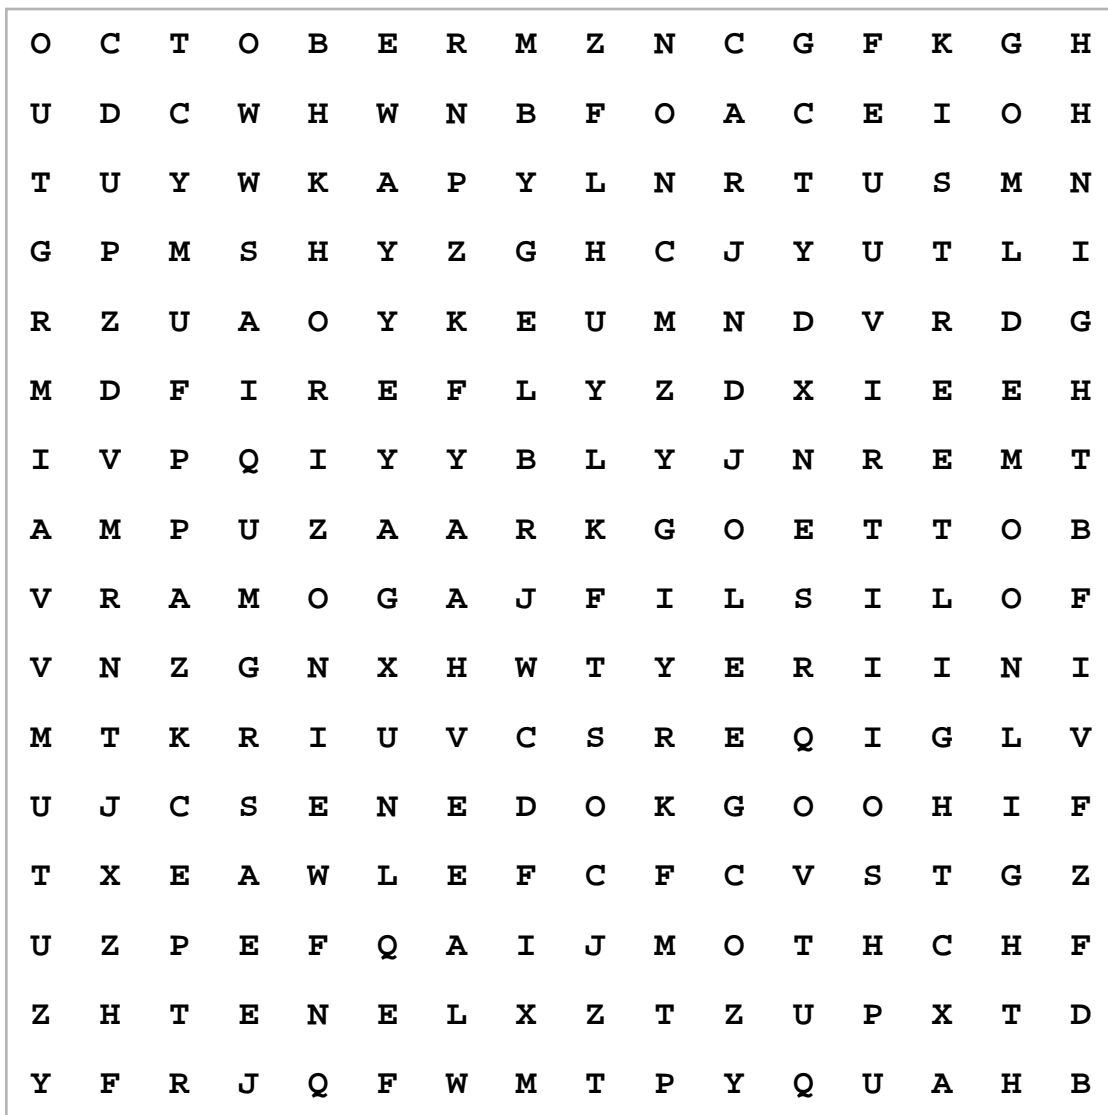 O C T O B E R M Z N C G F K G H
U D C W H W N B F O A C E I O H
T U Y W K A P Y L N R T U S M N
G P M S H Y Z G H C J Y U T L I
R Z U A O Y K E U M N D V R D G
M D F I R E F L Y Z D X I E E H
I V P Q I Y Y B L Y J N R E M T
A M P U Z A A R K G O E T T O B
V R A M O G A J F I L S I L O F
V N Z G N X H W T Y E R I I N I
M T K R I U V C S R E Q I G L V
U J C S E N E D O K G O O H I F
T X E A W L E F C F C V S T G Z
U Z P E F Q A I J M O T H C H F
Z H T E N E L X Z T Z U P X T D
Y F R J Q F W M T P Y Q U A H B